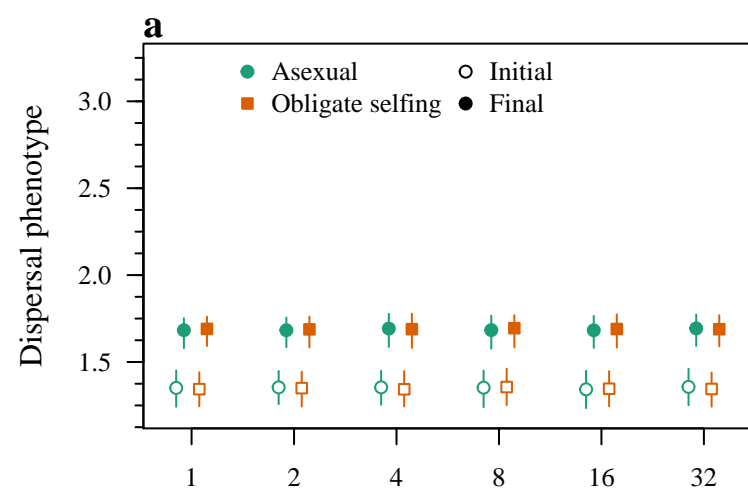 a
Asexual
Initial
Obligate selfing
Final
Dispersal phenotype
3.0
2.5
2.0
1.5
1 2 4 8 16 32